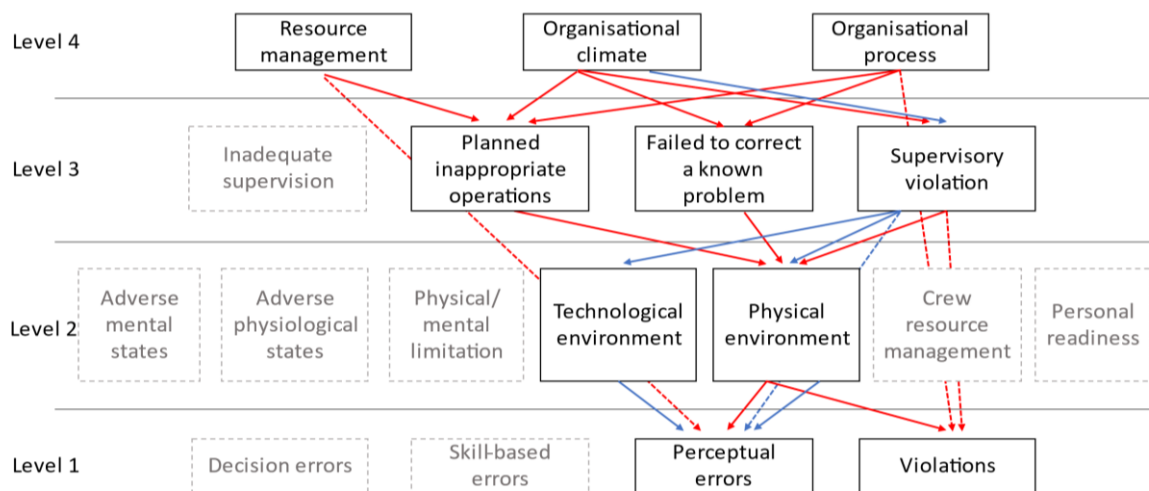 Level 4
Resource
management
Organisational
climate
Organisational
process
Level 3
Inadequate
supervision
Planned
inappropriate
operations
Failed to correct
a known
problem
Supervisory
violation
Level 2
Adverse
mental
states
Adverse
physiological
states
Physical/
mental
limitation
Technological
environment
Physical
environment
Crew
resource
management
Personal
readiness
Level 1
Decision errors
Skill-based
errors
Perceptual
errors
Violations